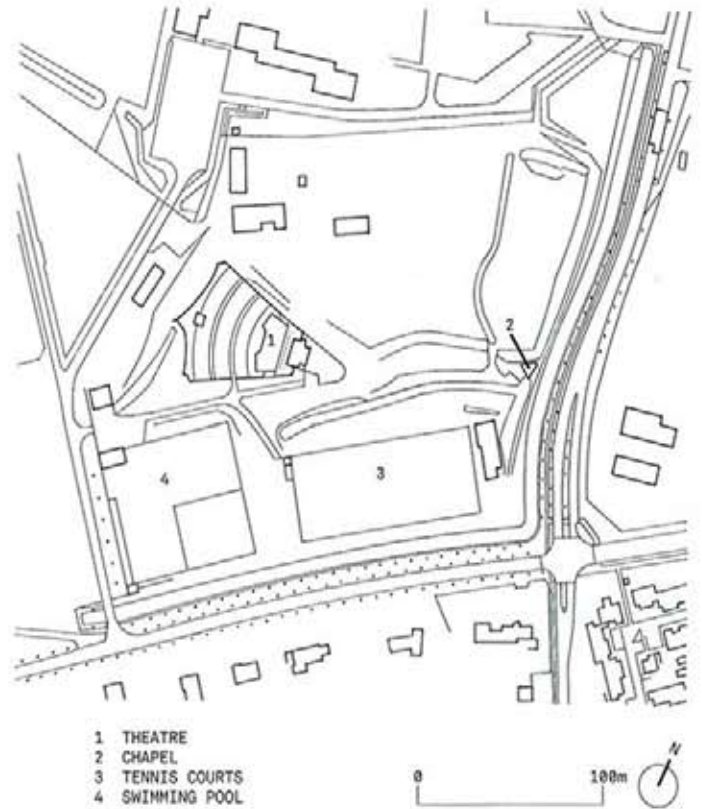 1
2
4
3
1 THEATRE
2 CHAPEL
3 TENNIS COURTS
4 SWIMMING POOL
0 100m
N